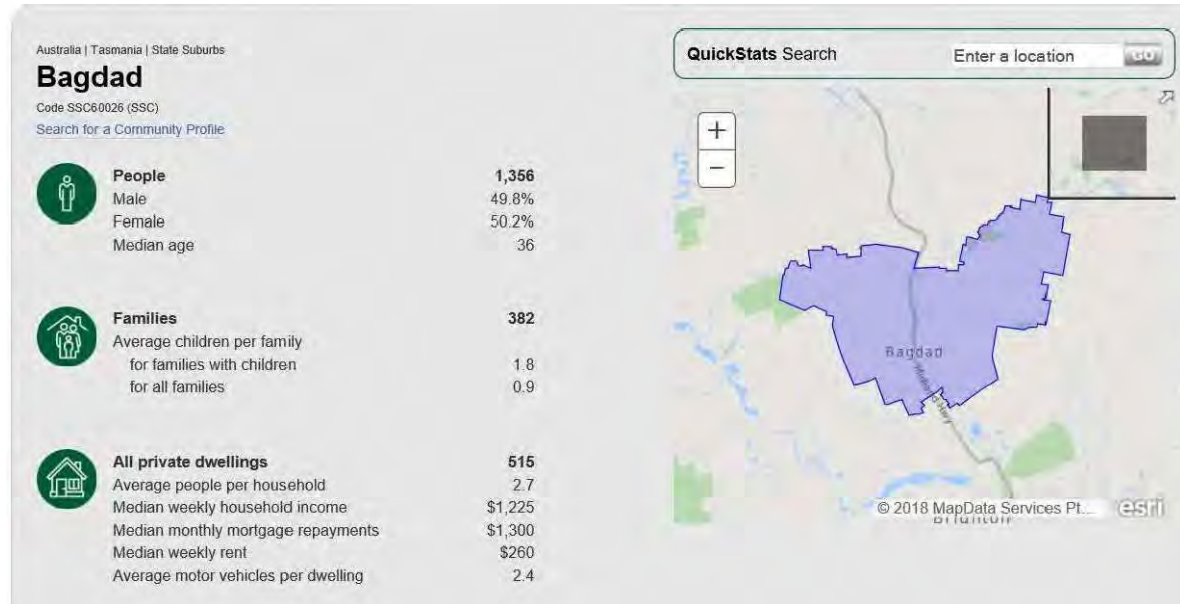 Australia | Tasmania | State Suburbs
Bagdad
Code SSC60026 (SSC)
Search for a Community Profile
People 1,356
Male 49.8%
Female 50.2%
Median age 36
Families 382
Average children per family
for families with children 1.8
for all families 0.9
All private dwellings 515
Average people per household 2.7
Median weekly household income $1,225
Median monthly mortgage repayments $1,300
Median weekly rent $260
Average motor vehicles per dwelling 2.4
QuickStats Search Enter a location GO
+
−
Bagdad
Midland Hwy
© 2018 MapData Services Pt... esri
Brighton